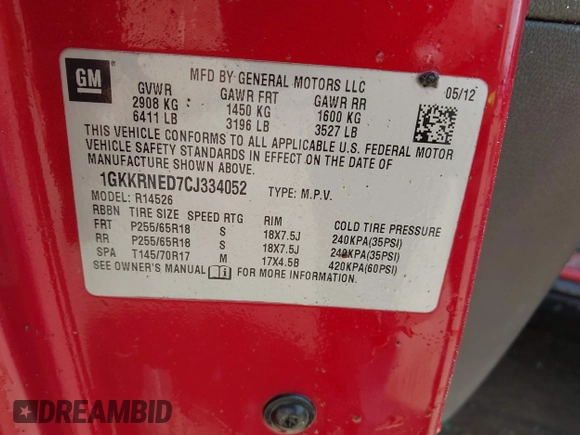 GM
MFD BY GENERAL MOTORS LLC
GVWR GAWR FRT GAWR RR 05/12
2908 KG 1450 KG 1600 KG
6411 LB 3196 LB 3527 LB
THIS VEHICLE CONFORMS TO ALL APPLICABLE U.S. FEDERAL MOTOR
VEHICLE SAFETY STANDARDS IN EFFECT ON THE DATE OF
MANUFACTURE SHOWN ABOVE.
1GKKRNED7CJ334052 TYPE: M.P.V.
MODEL: R14526
RBBN TIRE SIZE SPEED RTG RIM COLD TIRE PRESSURE
FRT P255/65R18 S 18X7.5J 240KPA(35PSI)
RR P255/65R18 S 18X7.5J 240KPA(35PSI)
SPA T145/70R17 M 17X4.5B 420KPA(60PSI)
SEE OWNER'S MANUAL FOR MORE INFORMATION.
DREAMBID